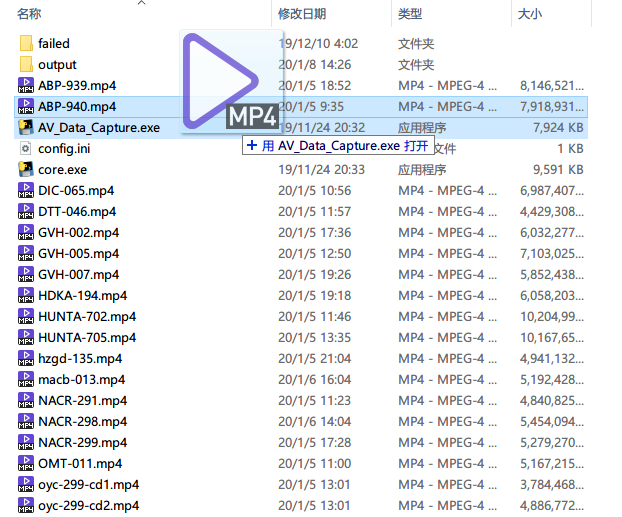 名称 修改日期 类型 大小
failed 19/12/10 4:02 文件夹
output 20/1/8 14:26 文件夹
ABP-939.mp4 20/1/5 18:52 MP4 - MPEG-4 ... 8,146,521...
ABP-940.mp4 20/1/5 9:35 MP4 - MPEG-4 ... 7,918,931...
MP4
AV_Data_Capture.exe 19/11/24 20:32 应用程序 7,924 KB
+ 用 AV_Data_Capture.exe 打开
config.ini 文件 1 KB
core.exe 19/11/24 20:33 应用程序 9,591 KB
DIC-065.mp4 20/1/5 10:56 MP4 - MPEG-4 ... 6,987,407...
DTT-046.mp4 20/1/5 11:57 MP4 - MPEG-4 ... 4,429,308...
GVH-002.mp4 20/1/5 17:36 MP4 - MPEG-4 ... 6,032,277...
GVH-005.mp4 20/1/5 12:50 MP4 - MPEG-4 ... 7,103,025...
GVH-007.mp4 20/1/5 19:26 MP4 - MPEG-4 ... 5,852,438...
HDKA-194.mp4 20/1/5 19:18 MP4 - MPEG-4 ... 6,058,203...
HUNTA-702.mp4 20/1/5 11:46 MP4 - MPEG-4 ... 10,204,99...
HUNTA-705.mp4 20/1/5 13:35 MP4 - MPEG-4 ... 10,167,65...
hzgd-135.mp4 20/1/5 21:04 MP4 - MPEG-4 ... 4,941,132...
macb-013.mp4 20/1/6 16:04 MP4 - MPEG-4 ... 5,192,428...
NACR-291.mp4 20/1/5 11:23 MP4 - MPEG-4 ... 4,840,825...
NACR-298.mp4 20/1/6 14:04 MP4 - MPEG-4 ... 5,454,094...
NACR-299.mp4 20/1/5 17:28 MP4 - MPEG-4 ... 5,279,270...
OMT-011.mp4 20/1/5 11:00 MP4 - MPEG-4 ... 5,167,215...
oyc-299-cd1.mp4 20/1/5 13:01 MP4 - MPEG-4 ... 3,784,468...
oyc-299-cd2.mp4 20/1/5 13:01 MP4 - MPEG-4 ... 4,886,772...